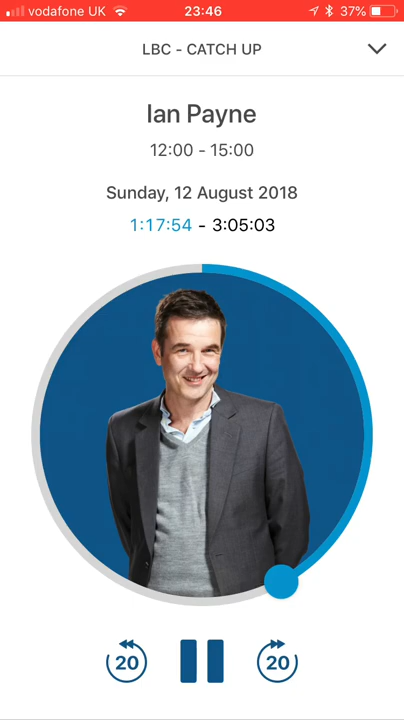 vodafone UK 23:46 37%
LBC - CATCH UP
Ian Payne
12:00 - 15:00
Sunday, 12 August 2018
1:17:54 - 3:05:03
20 20